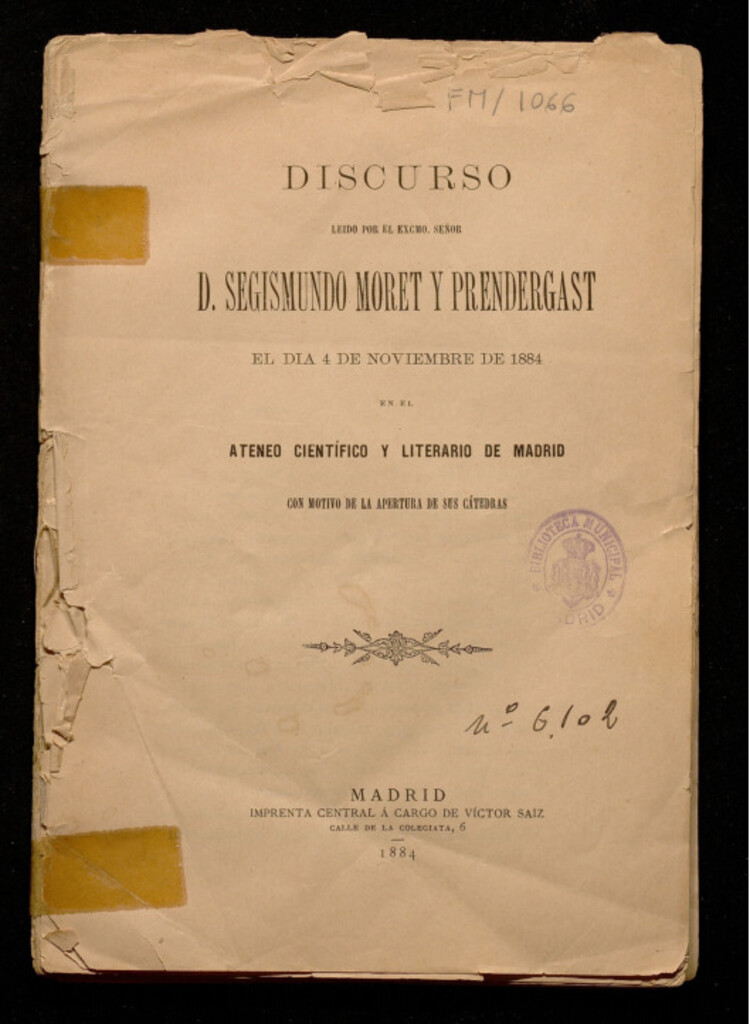 FM/1066
DISCURSO
LEIDO POR EL EXCMO. SEÑOR
D. SEGISMUNDO MORET Y PRENDERGAST
EL DIA 4 DE NOVIEMBRE DE 1884
EN EL
ATENEO CIENTÍFICO Y LITERARIO DE MADRID
CON MOTIVO DE LA APERTURA DE SUS CÁTEDRAS
BIBLIOTECA MUNICIPAL
nº 6.102
MADRID
IMPRENTA CENTRAL Á CARGO DE VÍCTOR SAIZ
CALLE DE LA COLEGIATA, 6
1884